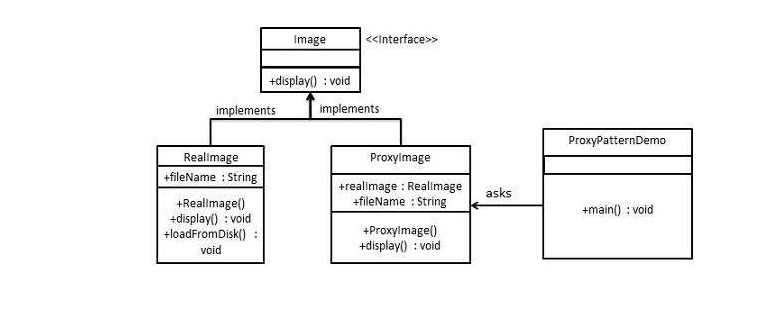 Image
<<Interface>>
+display() : void
implements
implements
RealImage
+fileName : String
+RealImage()
+display() : void
+loadFromDisk() :
void
ProxyImage
+realImage : RealImage
+fileName : String
+ProxyImage()
+display() : void
asks
ProxyPatternDemo
+main() : void